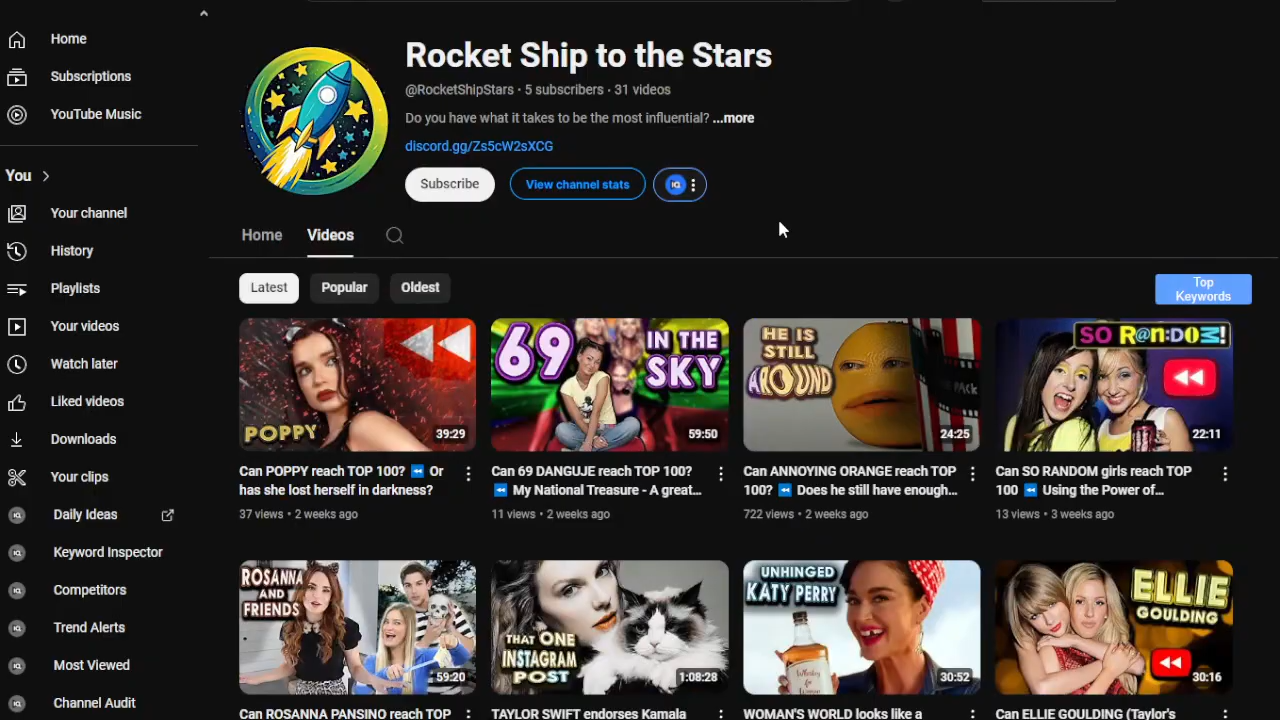 Home
Subscriptions
YouTube Music
You
Your channel
History
Playlists
Your videos
Watch later
Liked videos
Downloads
Your clips
Daily Ideas
Keyword Inspector
Competitors
Trend Alerts
Most Viewed
Channel Audit
Rocket Ship to the Stars
@RocketShipStars • 5 subscribers • 31 videos
Do you have what it takes to be the most influential? ...more
discord.gg/Zs5cW2sXCG
Subscribe
View channel stats
IQ
Home
Videos
Latest
Popular
Oldest
Top
Keywords
POPPY
39:29
Can POPPY reach TOP 100? ⏪ Or
has she lost herself in darkness?
37 views • 2 weeks ago
69 IN THE
SKY
59:50
Can 69 DANGUJE reach TOP 100?
⏪ My National Treasure - A great...
11 views • 2 weeks ago
HE IS
STILL
AROUND
PACK
24:25
Can ANNOYING ORANGE reach TOP
100? ⏪ Does he still have enough...
722 views • 2 weeks ago
SO R@n:DOM!
22:11
Can SO RANDOM girls reach TOP
100 ⏪ Using the Power of...
13 views • 3 weeks ago
ROSANNA
AND
FRIENDS
59:20
Can ROSANNA PANSINO reach TOP
THAT ONE
INSTAGRAM
POST
1:08:28
TAYLOR SWIFT endorses Kamala
UNHINGED
KATY PERRY
Whiskey
for
Women
30:52
WOMAN'S WORLD looks like a
ELLIE
GOULDING
30:16
Can ELLIE GOULDING (Taylor's